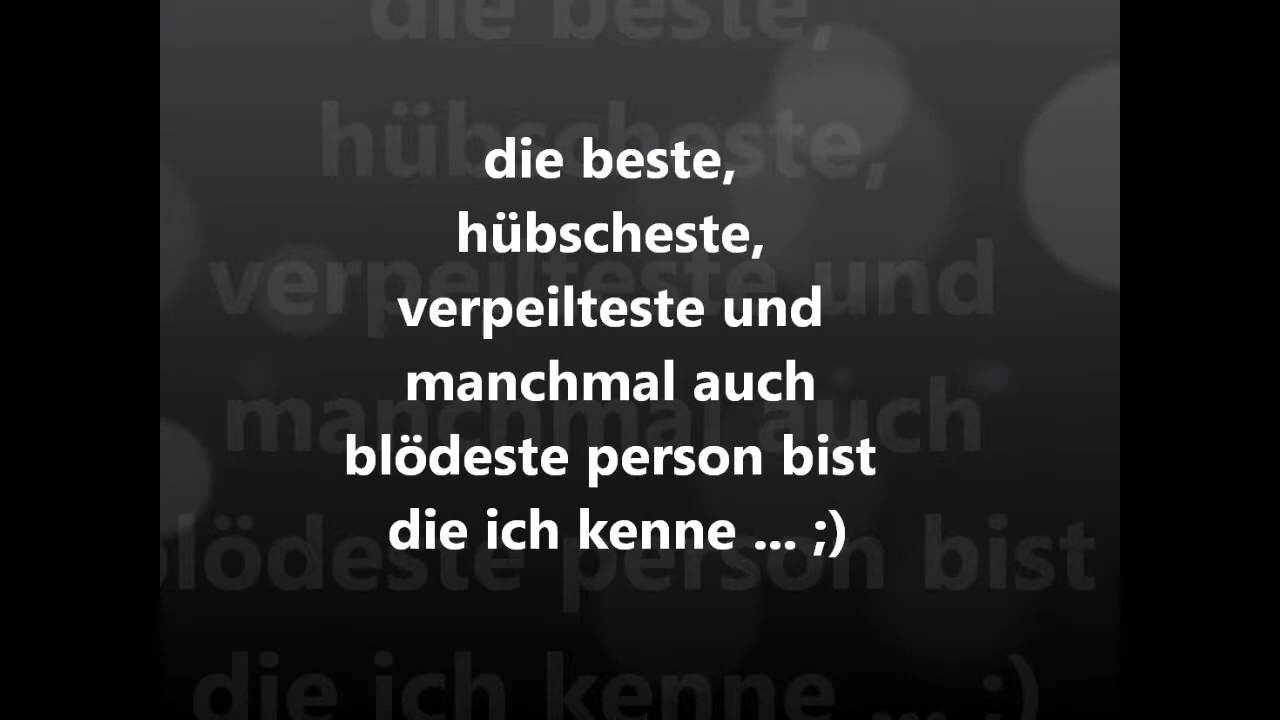 die beste,
hübscheste,
verpeilteste und
manchmal auch
blödeste person bist
die ich kenne ... ;)